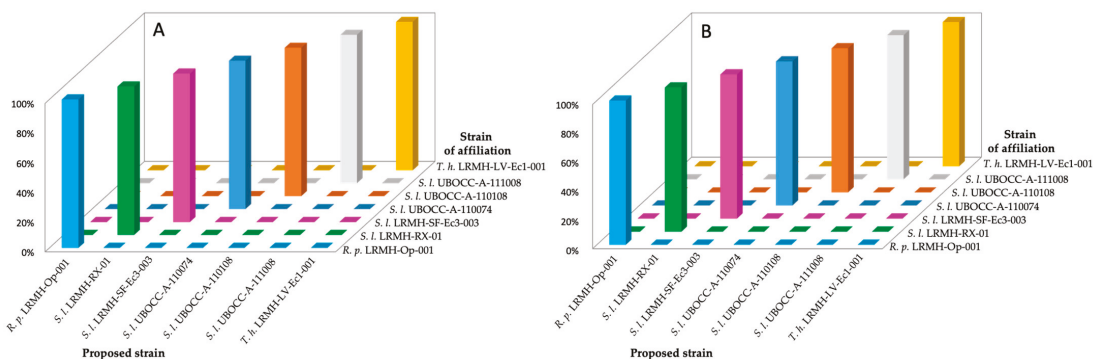 A
100%
80%
60%
40%
20%
0%
Strain
of affiliation
T. h. LRMH-LV-Ec1-001
S. l. UBOCC-A-111008
S. l. UBOCC-A-110108
S. l. UBOCC-A-110074
S. l. LRMH-SF-Ec3-003
S. l. LRMH-RX-01
R. p. LRMH-Op-001
R. p. LRMH-Op-001
S. l. LRMH-RX-01
S. l. LRMH-SF-Ec3-003
S. l. UBOCC-A-110074
S. l. UBOCC-A-110108
S. l. UBOCC-A-111008
T. h. LRMH-LV-Ec1-001
Proposed strain
B
100%
80%
60%
40%
20%
0%
Strain
of affiliation
T. h. LRMH-LV-Ec1-001
S. l. UBOCC-A-111008
S. l. UBOCC-A-110108
S. l. UBOCC-A-110074
S. l. LRMH-SF-Ec3-003
S. l. LRMH-RX-01
R. p. LRMH-Op-001
R. p. LRMH-Op-001
S. l. LRMH-RX-01
S. l. LRMH-SF-Ec3-003
S. l. UBOCC-A-110074
S. l. UBOCC-A-110108
S. l. UBOCC-A-111008
T. h. LRMH-LV-Ec1-001
Proposed strain